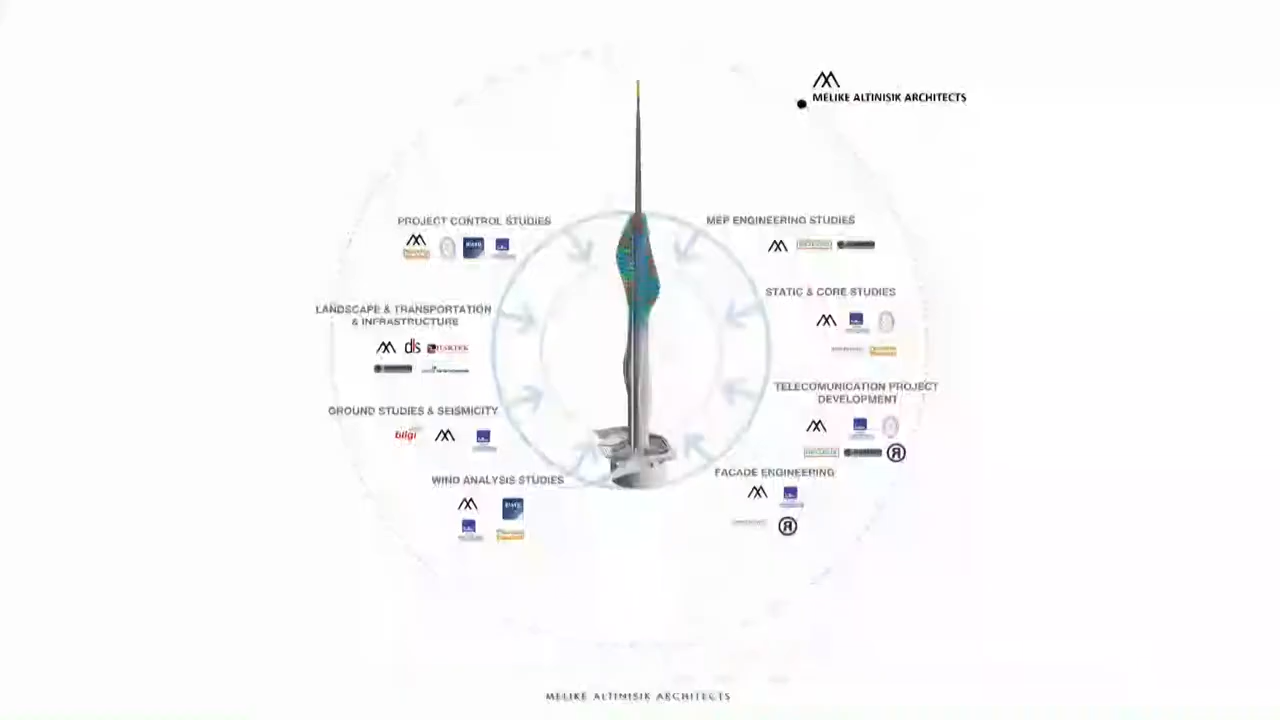 MELIKE ALTINISIK ARCHITECTS
PROJECT CONTROL STUDIES
MEP ENGINEERING STUDIES
STATIC & CORE STUDIES
LANDSCAPE & TRANSPORTATION
& INFRASTRUCTURE
dls
TELECOMUNICATION PROJECT
DEVELOPMENT
GROUND STUDIES & SEISMICITY
bilgi
FACADE ENGINEERING
WIND ANALYSIS STUDIES
MELIKE ALTINISIK ARCHITECTS